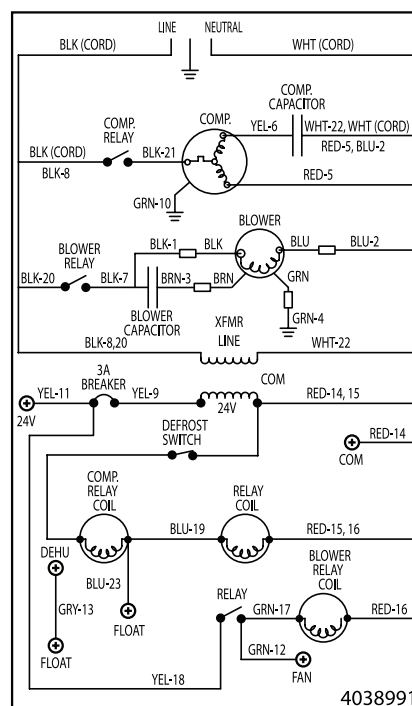 LINE NEUTRAL
BLK (CORD) WHT (CORD)
COMP.
CAPACITOR
COMP.
RELAY
COMP.
YEL-6 WHT-22, WHT (CORD)
BLK (CORD) BLK-21 RED-5, BLU-2
BLK-8 RED-5
GRN-10
BLOWER
BLK-1 BLK BLU BLU-2
BLOWER
RELAY
BLK-20 BLK-7 BRN-3 BRN GRN
BLOWER
CAPACITOR
GRN-4
XFMR
LINE
BLK-8,20 WHT-22
3A
BREAKER
YEL-11 YEL-9 COM RED-14, 15
24V 24V
DEFROST
SWITCH
RED-14
COM
COMP.
RELAY
COIL
RELAY
COIL
BLU-19 RED-15, 16
DEHU
BLU-23
BLOWER
RELAY
COIL
GRY-13
FLOAT
RELAY
GRN-17 RED-16
FLOAT
GRN-12
YEL-18
FAN
4038991